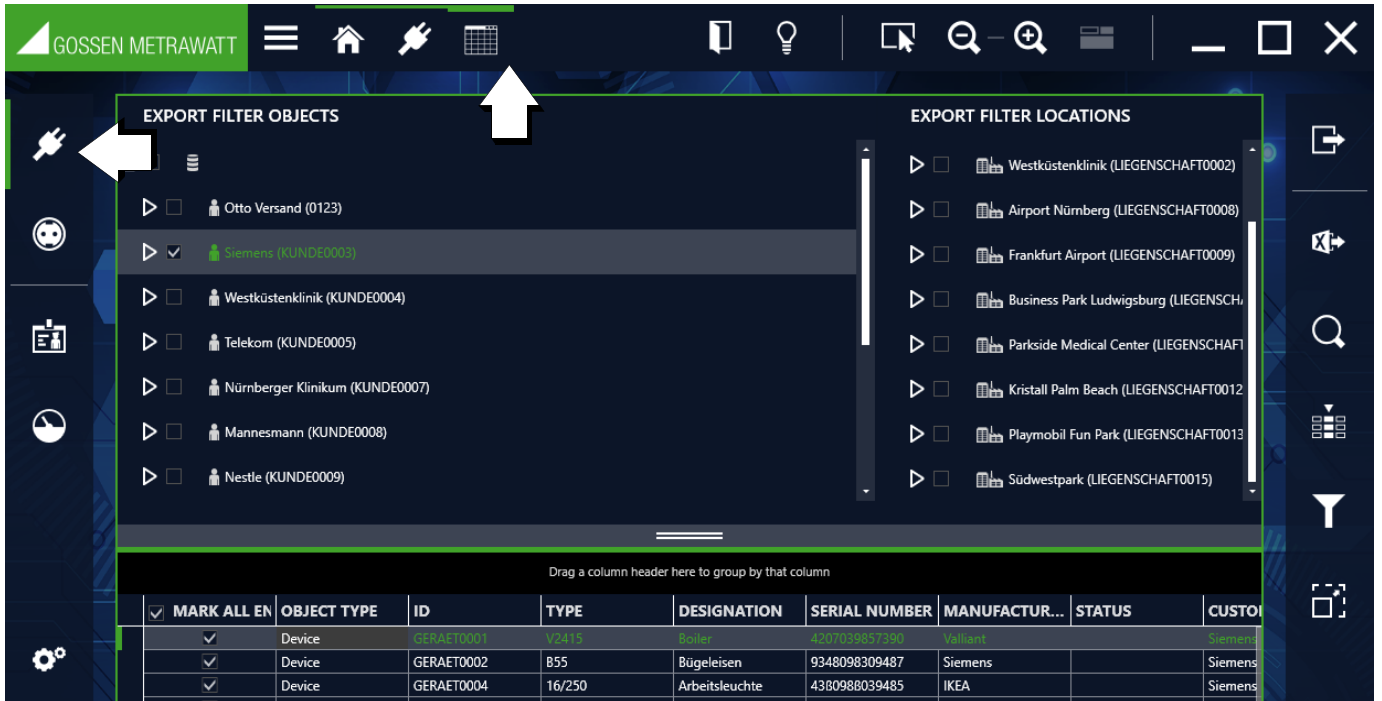 GOSSEN METRAWATT
EXPORT FILTER OBJECTS
Otto Versand (0123)
Siemens (KUNDE0003)
Westküstenklinik (KUNDE0004)
Telekom (KUNDE0005)
Nürnberger Klinikum (KUNDE0007)
Mannesmann (KUNDE0008)
Nestle (KUNDE0009)
EXPORT FILTER LOCATIONS
Westküstenklinik (LIEGENSCHAFT0002)
Airport Nürnberg (LIEGENSCHAFT0008)
Frankfurt Airport (LIEGENSCHAFT0009)
Business Park Ludwigsburg (LIEGENSCH
Parkside Medical Center (LIEGENSCHAFT
Kristall Palm Beach (LIEGENSCHAFT0012
Playmobil Fun Park (LIEGENSCHAFT0013
Südwestpark (LIEGENSCHAFT0015)
Drag a column header here to group by that column
MARK ALL EN OBJECT TYPE ID TYPE DESIGNATION SERIAL NUMBER MANUFACTUR... STATUS CUSTO
Device GERAET0001 V2415 Boiler 4207039857390 Valliant Siemens
Device GERAET0002 B55 Bügeleisen 9348098309487 Siemens Siemens
Device GERAET0004 16/250 Arbeitsleuchte 4380988039485 IKEA Siemens